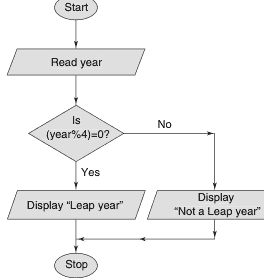 Start
Read year
Is
(year%4)=0?
No
Yes
Display “Leap year”
Display
“Not a Leap year”
Stop